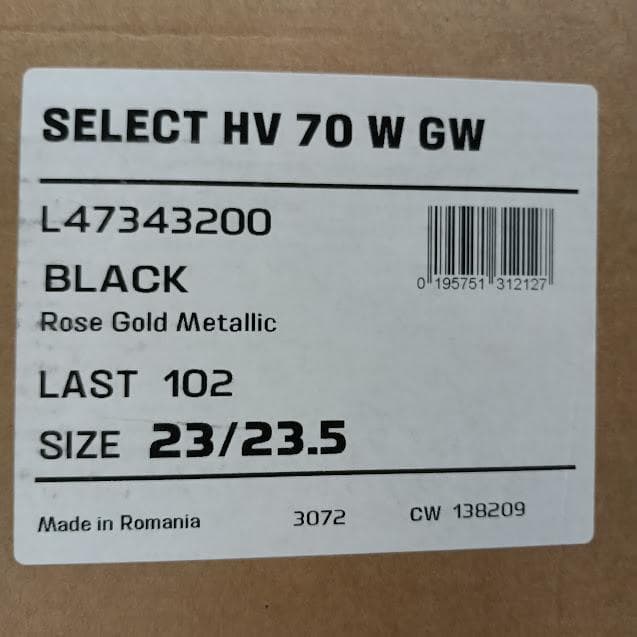 SELECT HV 70 W GW
L47343200
BLACK
Rose Gold Metallic
0 195751 312127
LAST 102
SIZE 23/23.5
Made in Romania 3072 CW 138209